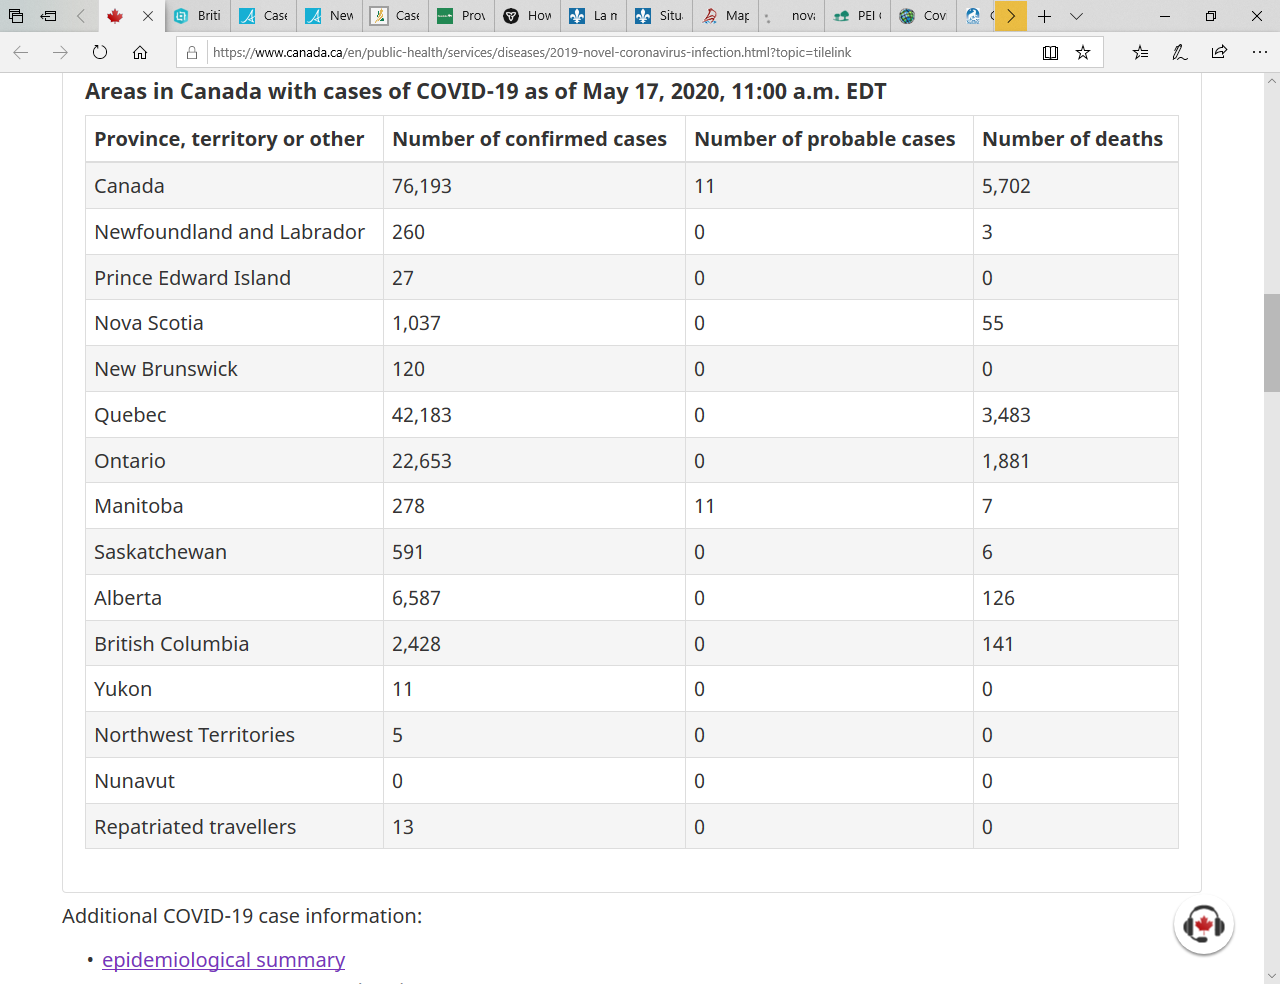 Briti Case New Case Prov How La n Situ Map nova PEI Cov
https://www.canada.ca/en/public-health/services/diseases/2019-novel-coronavirus-infection.html?topic=tilelink
Areas in Canada with cases of COVID-19 as of May 17, 2020, 11:00 a.m. EDT
Province, territory or other Number of confirmed cases Number of probable cases Number of deaths
Canada 76,193 11 5,702
Newfoundland and Labrador 260 0 3
Prince Edward Island 27 0 0
Nova Scotia 1,037 0 55
New Brunswick 120 0 0
Quebec 42,183 0 3,483
Ontario 22,653 0 1,881
Manitoba 278 11 7
Saskatchewan 591 0 6
Alberta 6,587 0 126
British Columbia 2,428 0 141
Yukon 11 0 0
Northwest Territories 5 0 0
Nunavut 0 0 0
Repatriated travellers 13 0 0
Additional COVID-19 case information:
• epidemiological summary